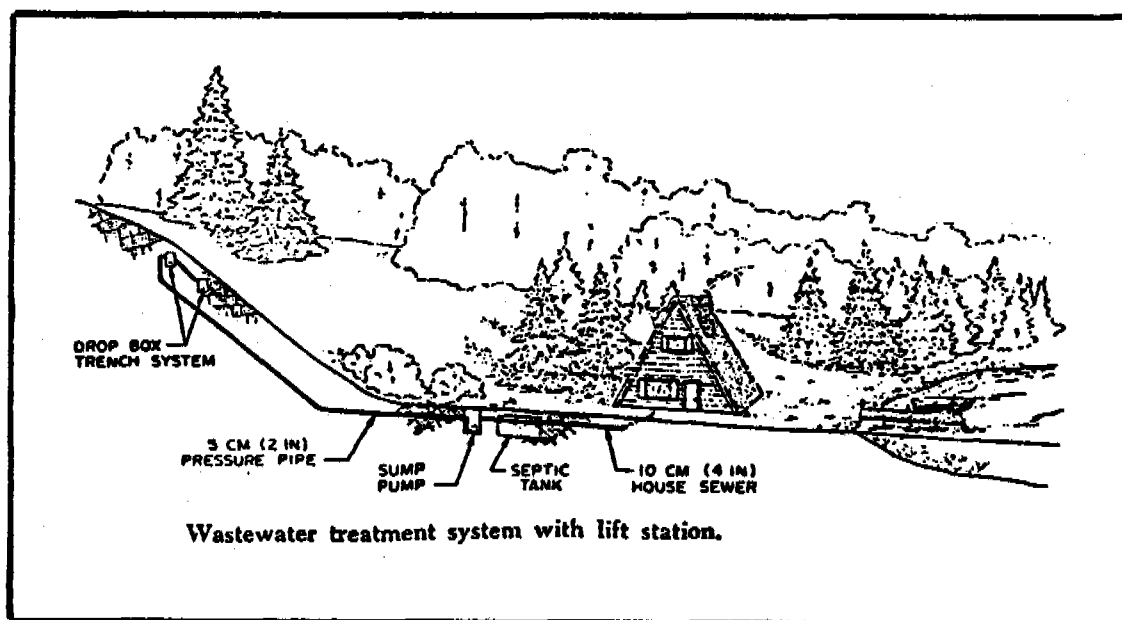 DROP BOX
TRENCH SYSTEM
5 CM (2 IN)
PRESSURE PIPE
SUMP
PUMP
SEPTIC
TANK
10 CM (4 IN)
HOUSE SEWER
Wastewater treatment system with lift station.